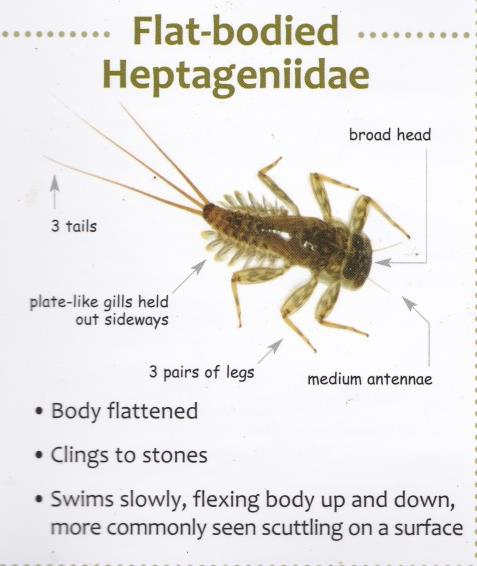 Flat-bodied
Heptageniidae
broad head
3 tails
plate-like gills held
out sideways
3 pairs of legs
medium antennae
• Body flattened
• Clings to stones
• Swims slowly, flexing body up and down,
more commonly seen scuttling on a surface